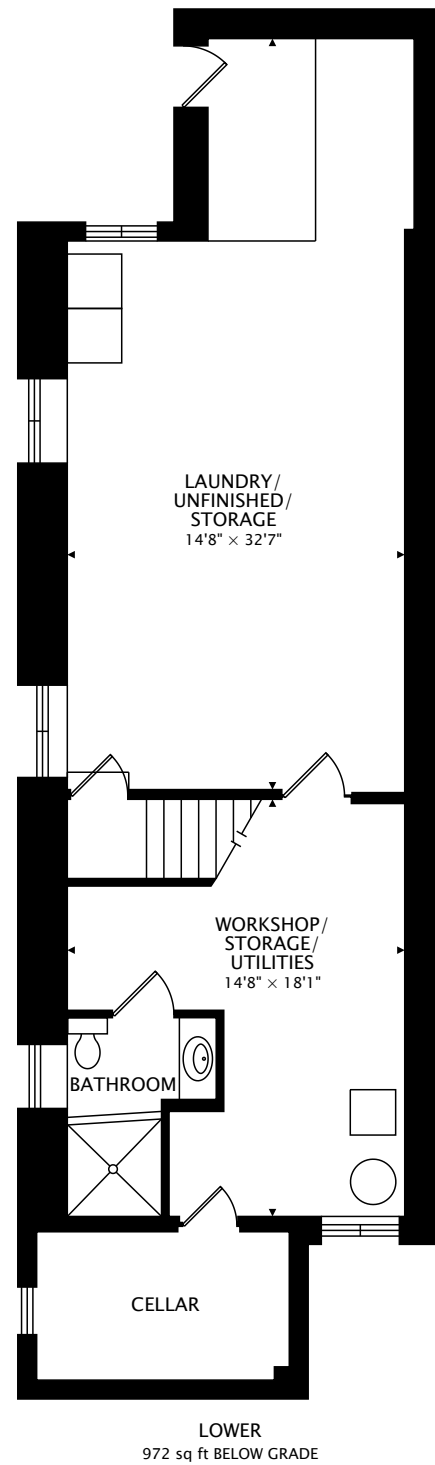 LAUNDRY/
UNFINISHED/
STORAGE
14'8" × 32'7"
WORKSHOP/
STORAGE/
UTILITIES
14'8" × 18'1"
BATHROOM
CELLAR
LOWER
972 sq ft BELOW GRADE